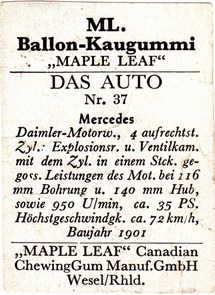 ML.
Ballon-Kaugummi
„MAPLE LEAF“
DAS AUTO
Nr. 37
Mercedes
Daimler-Motorw., 4 aufrechtst.
Zyl.: Explosionsr. u. Ventilkam.
mit dem Zyl. in einem Stck. ge-
goss. Leistungen des Mot. bei 116
mm Bohrung u. 140 mm Hub,
sowie 950 U/min, ca. 35 PS.
Höchstgeschwindgk. ca. 72 km/h,
Baujahr 1901
„MAPLE LEAF“ Canadian
ChewingGum Manuf.GmbH
Wesel/Rhld.